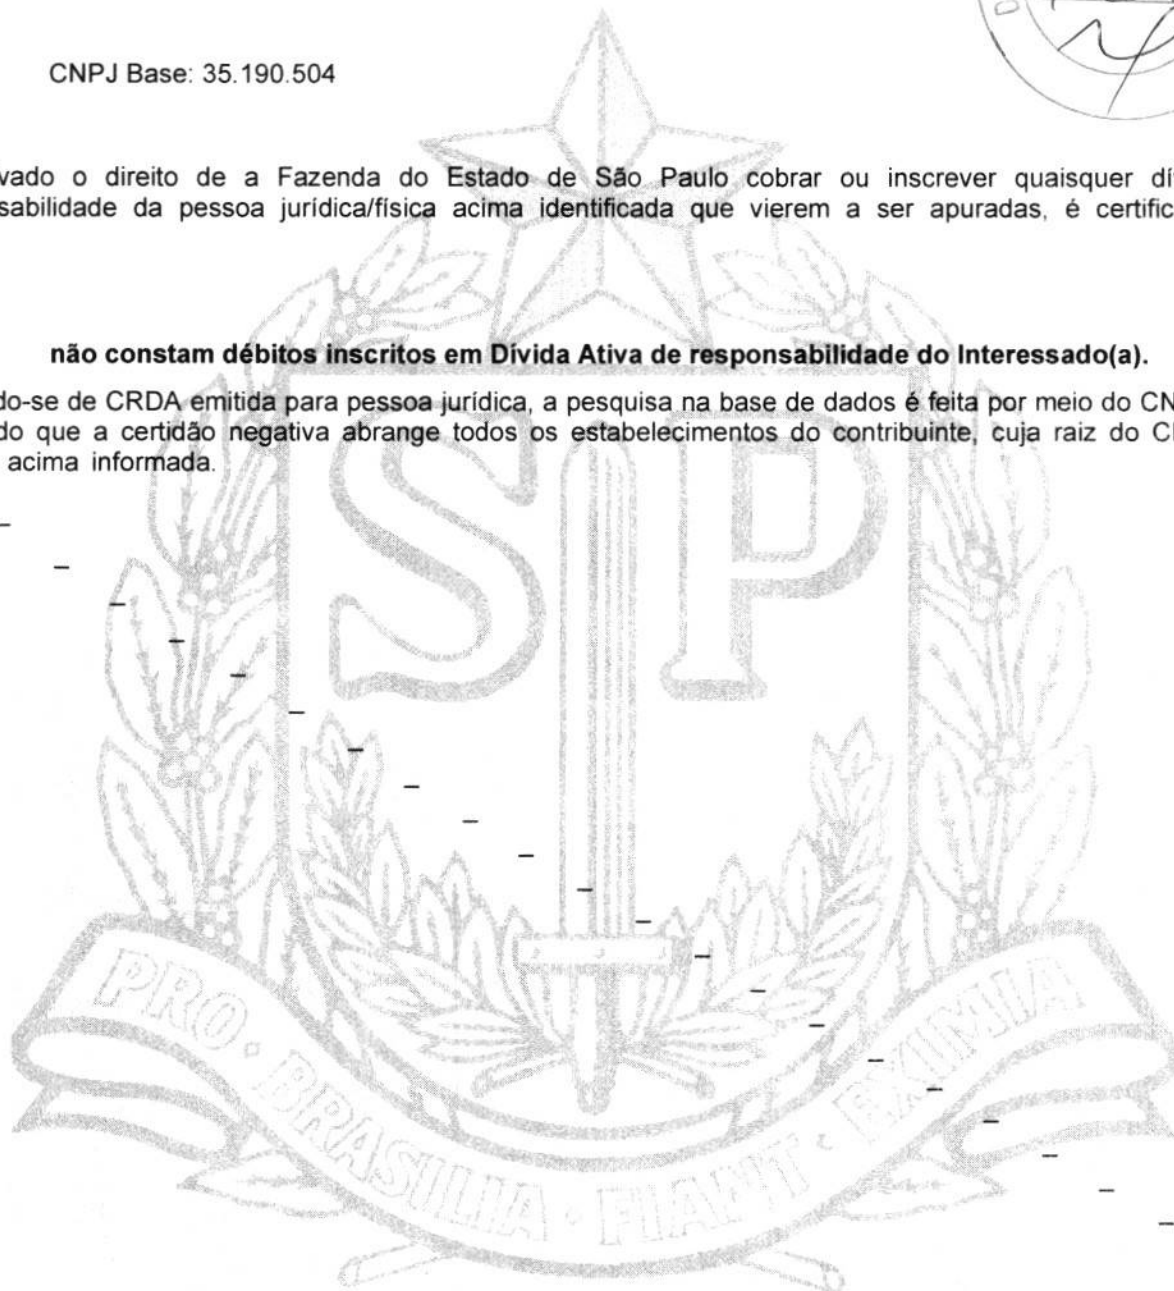 CNPJ Base: 35.190.504
vado o direito de a Fazenda do Estado de São Paulo cobrar ou inscrever quaisquer dí
sabilidade da pessoa jurídica/física acima identificada que vierem a ser apuradas, é certific
não constam débitos inscritos em Dívida Ativa de responsabilidade do Interessado(a).
do-se de CRDA emitida para pessoa jurídica, a pesquisa na base de dados é feita por meio do CN
do que a certidão negativa abrange todos os estabelecimentos do contribuinte, cuja raiz do C
acima informada.
SP
PRO · BRASILIA · FIANT · EXIMIA